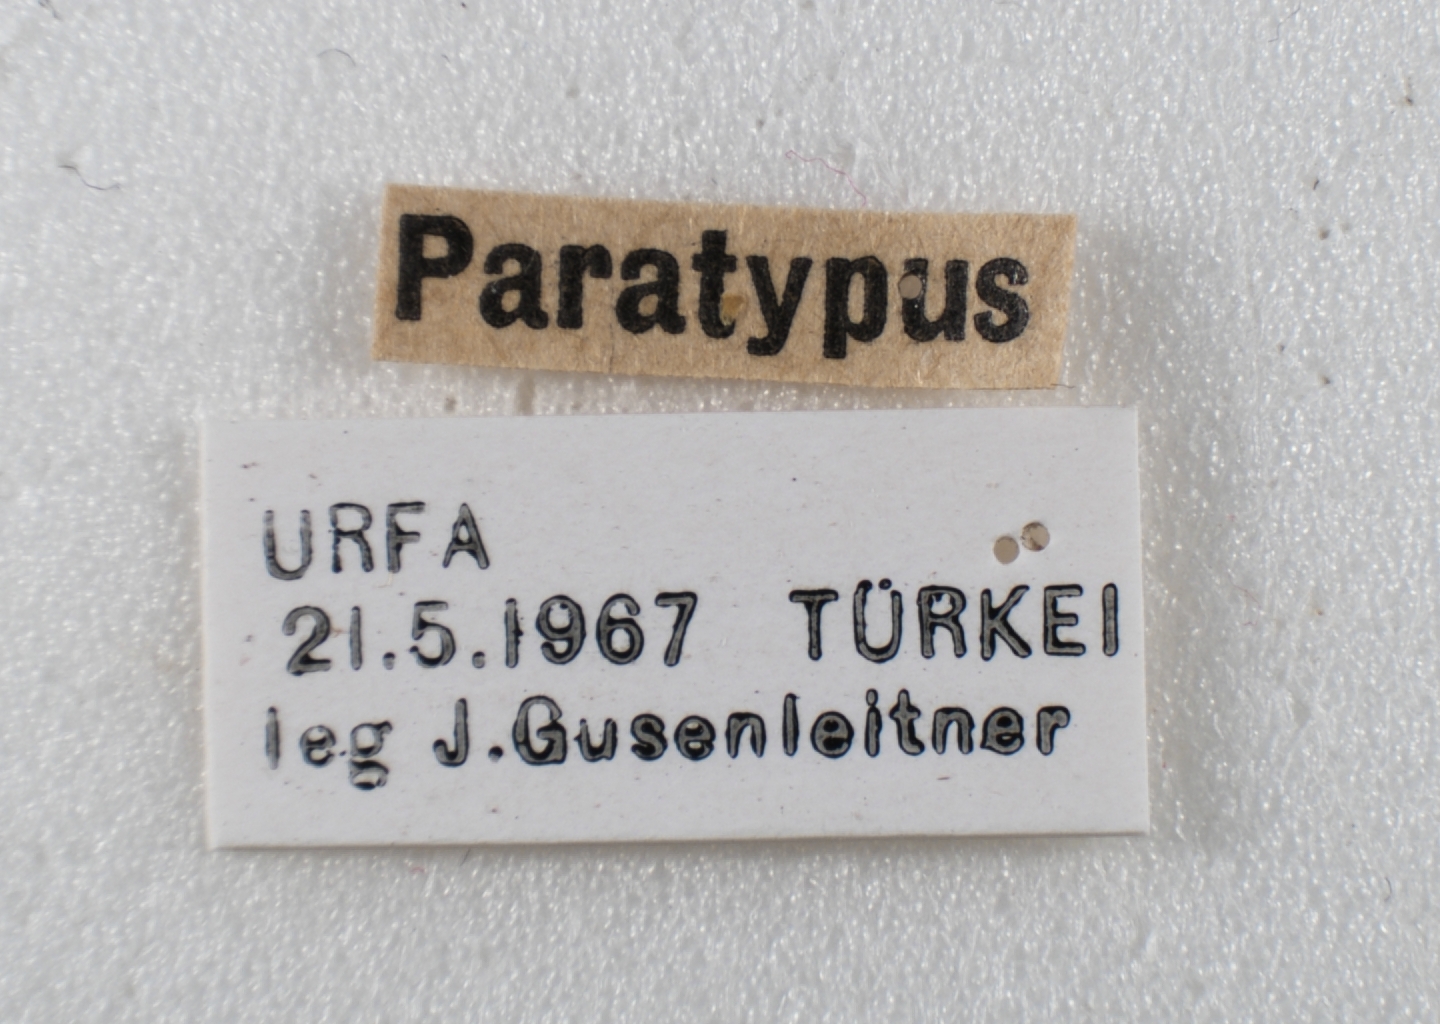 Paratypus
URFA
21.5.1967 TÜRKEI
leg J.Gusenleitner